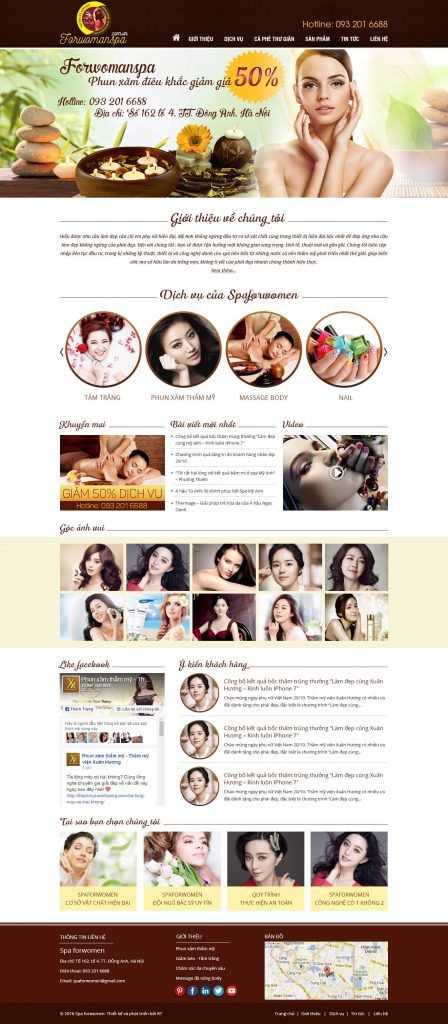 Forwomanspa
.com.vn
Hotline: 093 201 6688
GIỚI THIỆU DỊCH VỤ CÀ PHÊ THƯ GIÃN SẢN PHẨM TIN TỨC LIÊN HỆ
Forwomanspa
Phun xăm điêu khắc giảm giá 50%
Hotline: 093 201 6688
Địa chỉ: Số 162 tổ 4, TT. Đông Anh, Hà Nội
Giới thiệu về chúng tôi
Xem thêm...
Dịch vụ của Spaforwomen
TẮM TRẮNG
PHUN XĂM THẨM MỸ
MASSAGE BODY
NAIL
Khuyến mại
GIẢM 50% DỊCH VỤ
Hotline: 093 201 6688
Bài viết mới nhất
Công bố kết quả bốc thăm trúng thưởng "Làm đẹp
cùng mỹ anh – Rinh luôn iPhone 7"
Chương trình quà tặng tri ân khách hàng nhân dịp
20/10
"Tôi rất hài lòng với kết quả bấm mí ở spa Mỹ Anh"
– Phương Thanh
Á hậu Tú Anh: Bị chinh phục bởi Spa Mỹ Anh
Thermage – Giải pháp trẻ hóa da của Á hậu Ngọc
Oanh
Video
Góc ảnh vui
Like facebook
Phun xăm thẩm mỹ - Th...
Thích Trang
Liên hệ với chúng tôi
Phun xăm thẩm mỹ - Thẩm
mỹ viện Xuân Hương
Ý kiến khách hàng
Công bố kết quả bốc thăm trúng thưởng "Làm đẹp cùng Xuân
Hương – Rinh luôn iPhone 7"
Chào mừng ngày phụ nữ Việt Nam 20/10, Thẩm mỹ viện Xuân Hương có nhiều ưu
đãi dành tặng cho phái đẹp, đặc biệt là chương trình "Làm đẹp cùng Xuân
Công bố kết quả bốc thăm trúng thưởng "Làm đẹp cùng Xuân
Hương – Rinh luôn iPhone 7"
Chào mừng ngày phụ nữ Việt Nam 20/10, Thẩm mỹ viện Xuân Hương có nhiều ưu
đãi dành tặng cho phái đẹp, đặc biệt là chương trình "Làm đẹp cùng Xuân
Công bố kết quả bốc thăm trúng thưởng "Làm đẹp cùng Xuân
Hương – Rinh luôn iPhone 7"
Chào mừng ngày phụ nữ Việt Nam 20/10, Thẩm mỹ viện Xuân Hương có nhiều ưu
đãi dành tặng cho phái đẹp, đặc biệt là chương trình "Làm đẹp cùng Xuân
Tại sao bạn chọn chúng tôi
SPAFORWOMEN
CƠ SỞ VẬT CHẤT HIỆN ĐẠI
SPAFORWOMEN
ĐỘI NGŨ BÁC SỸ UY TÍN
QUY TRÌNH
THỰC HIỆN AN TOÀN
SPAFORWOMEN
CÔNG NGHỆ CÓ 1 KHÔNG 2
THÔNG TIN LIÊN HỆ
Spa forwomen
Địa chỉ: Tổ 162, tổ 4, TT. Đông Anh, Hà Nội
Điện thoại: 093 201 6688
Email: spaforwomen@gmail.com
GIỚI THIỆU
Phun xăm thẩm mỹ
Giảm béo - Tắm trắng
Chăm sóc da chuyên sâu
Massage đá nóng body
BẢN ĐỒ
© 2016 Spa forwomen. Thiết kế và phát triển bởi RT
Trang chủ | Giới thiệu | Dịch vụ | Tin tức | Liên hệ